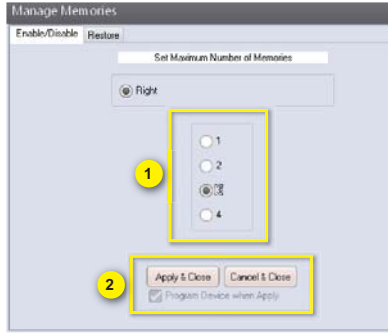 Manage Memories
Enable/Disable Restore
Set Maximum Number of Memories
Right
1
1
2
3
4
2
Apply & Close Cancel & Close
Program Device when Apply